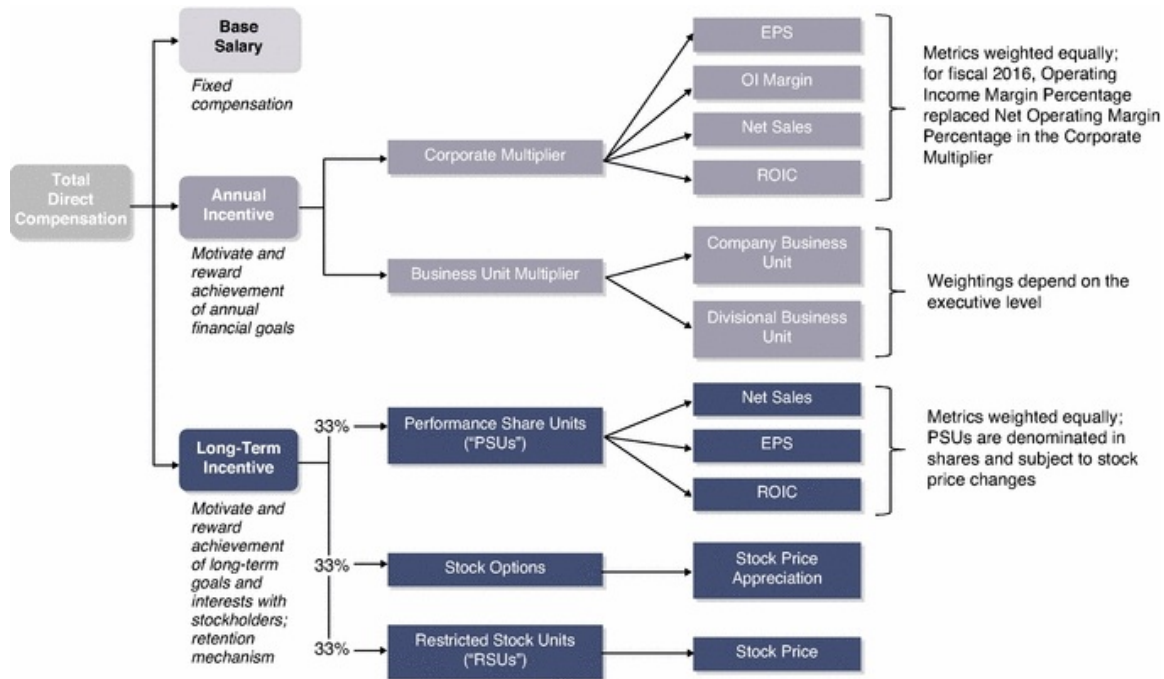 Total
Direct
Compensation
Base
Salary
Fixed
compensation
Annual
Incentive
Motivate and
reward
achievement
of annual
financial goals
Corporate Multiplier
EPS
OI Margin
Net Sales
ROIC
Metrics weighted equally;
for fiscal 2016, Operating
Income Margin Percentage
replaced Net Operating Margin
Percentage in the Corporate
Multiplier
Business Unit Multiplier
Company Business
Unit
Divisional Business
Unit
Weightings depend on the
executive level
Long-Term
Incentive
Motivate and
reward
achievement
of long-term
goals and
interests with
stockholders;
retention
mechanism
33%
Performance Share Units
(“PSUs”)
Net Sales
EPS
ROIC
Metrics weighted equally;
PSUs are denominated in
shares and subject to stock
price changes
33%
Stock Options
Stock Price
Appreciation
33%
Restricted Stock Units
(“RSUs”)
Stock Price